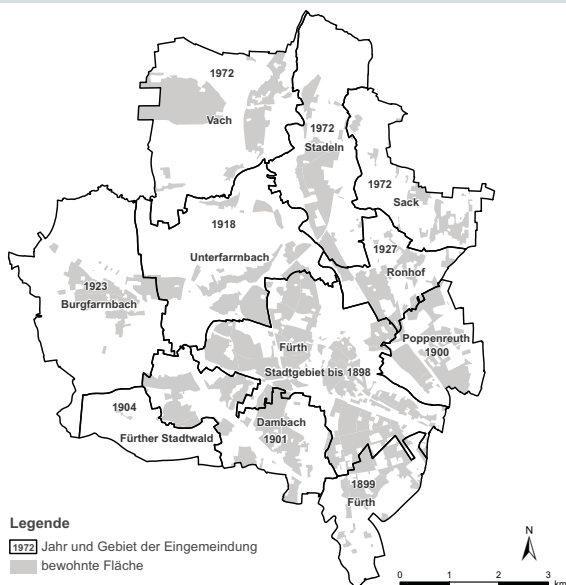 1972
Vach
1972
Stadeln
1972
Sack
1918
Unterfarrnbach
1927
Ronhof
1923
Burgfarrnbach
Poppenreuth
1900
Fürth
Stadtgebiet bis 1898
1904
Fürther Stadtwald
Dambach
1901
1899
Fürth
Legende
1972 Jahr und Gebiet der Eingemeindung
bewohnte Fläche
N
0 1 2 3
km